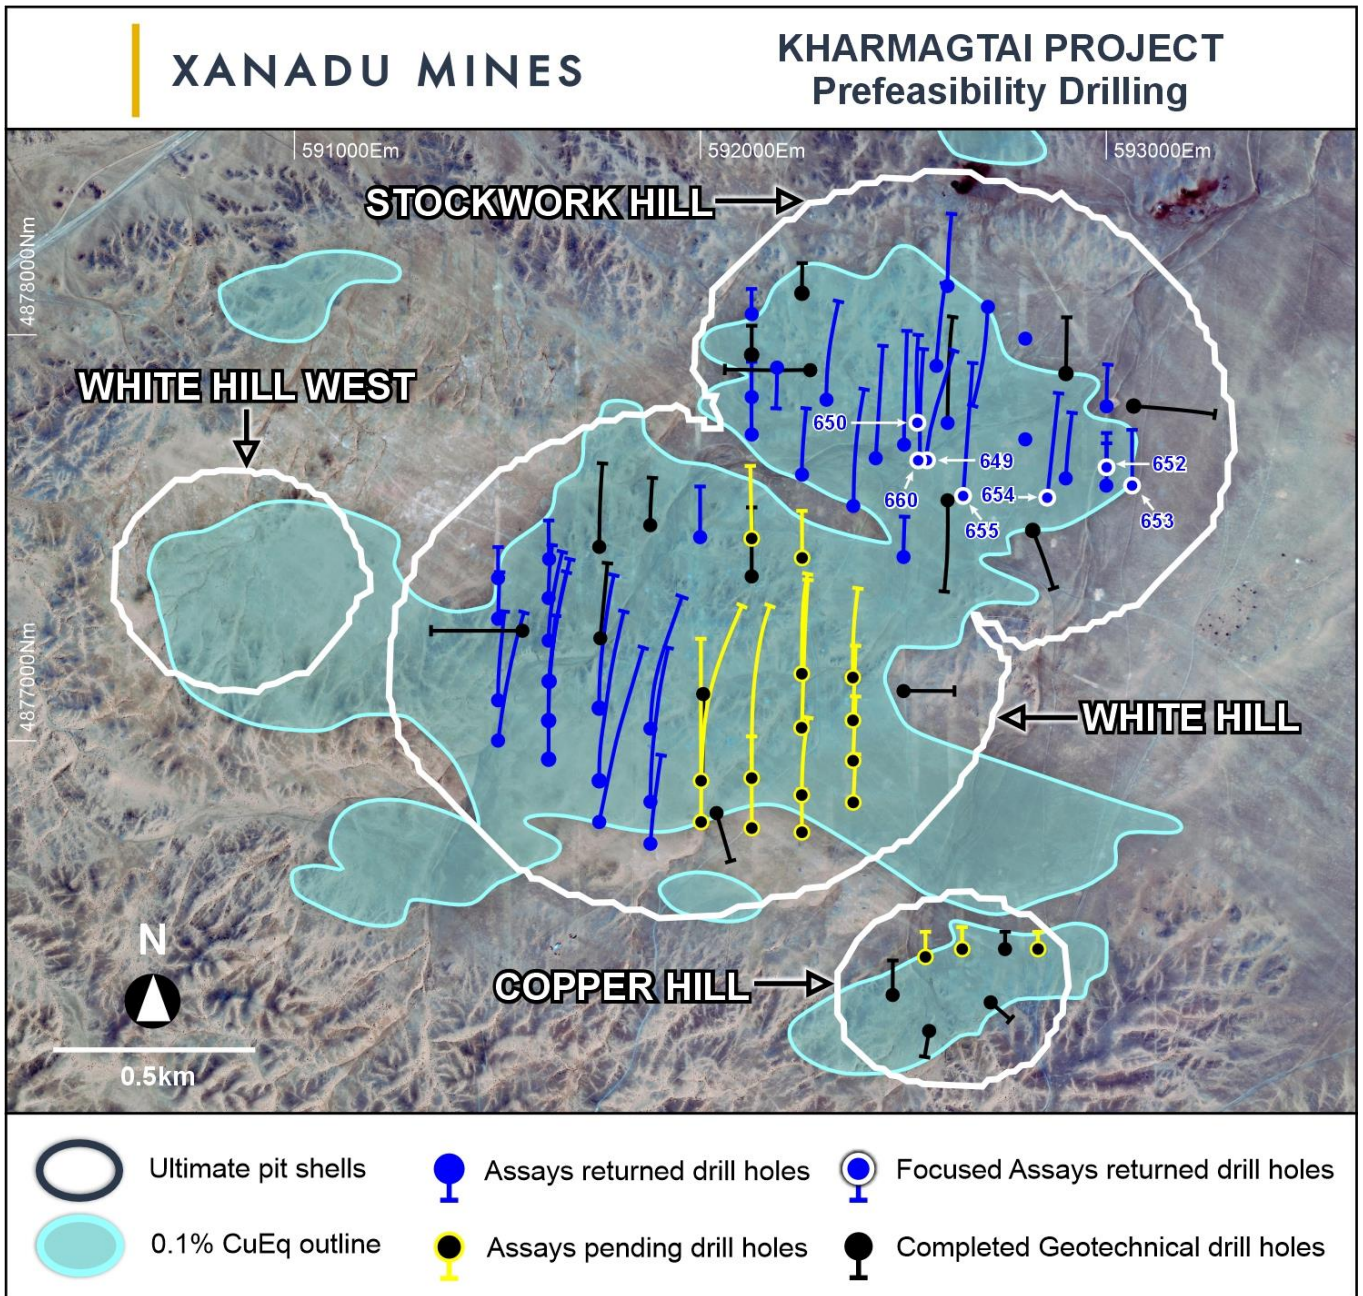 XANADU MINES
KHARMAGTAI PROJECT
Prefeasibility Drilling
591000Em
592000Em
593000Em
STOCKWORK HILL
4878000Nm
WHITE HILL WEST
650
649
652
660
654
655
653
4877000Nm
WHITE HILL
N
COPPER HILL
0.5km
Ultimate pit shells
Assays returned drill holes
Focused Assays returned drill holes
0.1% CuEq outline
Assays pending drill holes
Completed Geotechnical drill holes